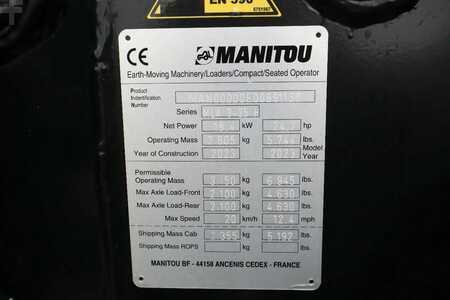 EN 590
CE MANITOU
Earth-Moving Machinery/Loaders/Compact/Seated Operator
Product
Indentification
Number
Series
Net Power kW hp
Operating Mass kg lbs.
Year of Construction 2023 2023 Model
Year
Permissible
Operating Mass 3.150 kg 6.945 lbs.
Max Axle Load-Front 2.100 kg 4.630 lbs.
Max Axle Load-Rear 2.100 kg 4.630 lbs.
Max Speed 20 km/h 12.4 mph
Shipping Mass Cab 2.355 kg 5.192 lbs.
Shipping Mass ROPS kg lbs.
MANITOU BF - 44158 ANCENIS CEDEX - FRANCE